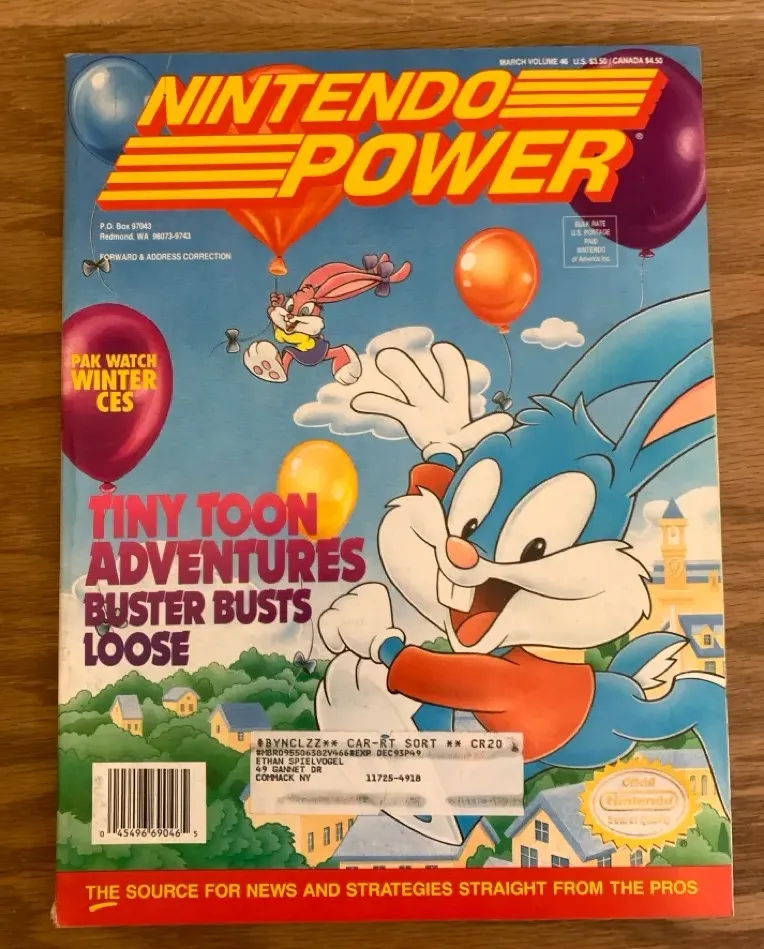 MARCH VOLUME 46 U.S. $3.50 / CANADA $4.50
NINTENDO
POWER®
P.O. Box 97043
Redmond, WA 98073-9743
FORWARD & ADDRESS CORRECTION
BULK RATE
U.S. POSTAGE
PAID
NINTENDO
of America Inc.
PAK WATCH
WINTER
CES
TINY TOON
ADVENTURES
BUSTER BUSTS
LOOSE
#BYNCLZZ** CAR-RT SORT ** CR20
#MBR0955063B2V466#EXP DEC93P49
ETHAN SPIELVOGEL
49 GANNET DR
COMMACK NY 11725-4918
0 45496 69046 5
Official
Nintendo
Seal of Quality
THE SOURCE FOR NEWS AND STRATEGIES STRAIGHT FROM THE PROS